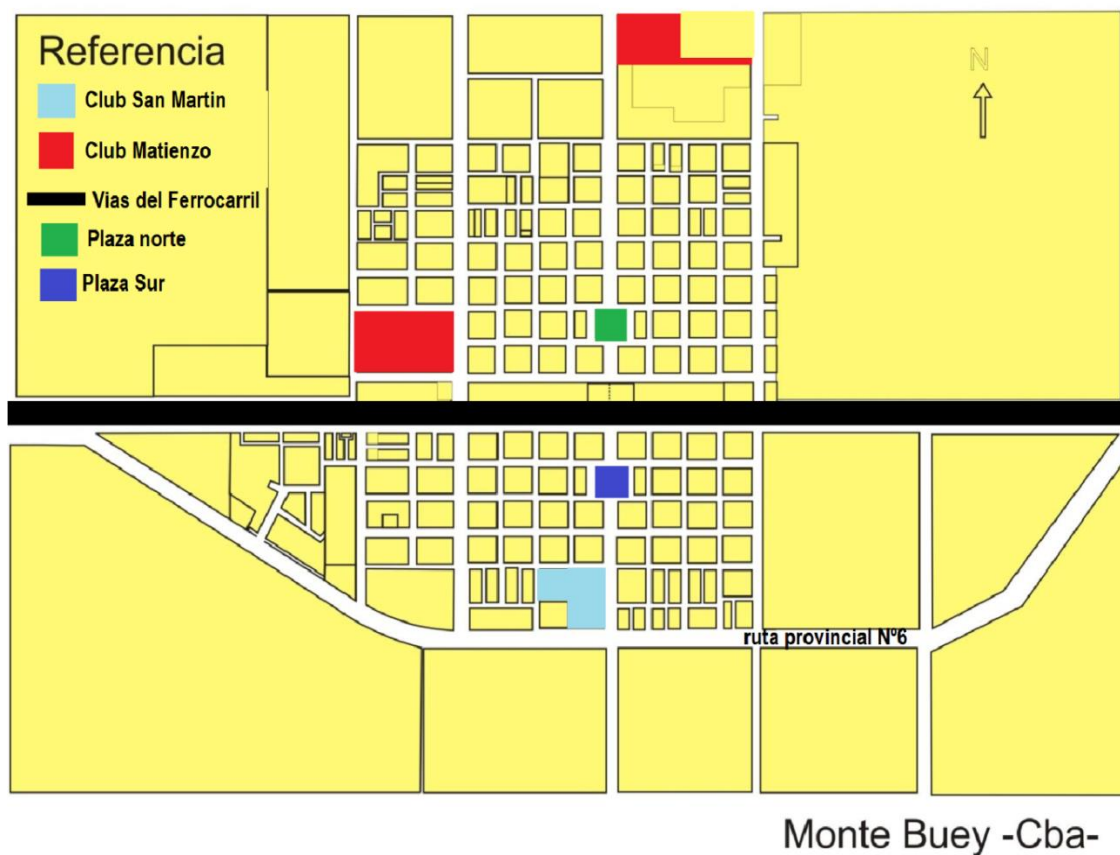 Referencia
Club San Martin
Club Matienzo
Vias del Ferrocarril
Plaza norte
Plaza Sur
N
ruta provincial Nº6
Monte Buey -Cba-